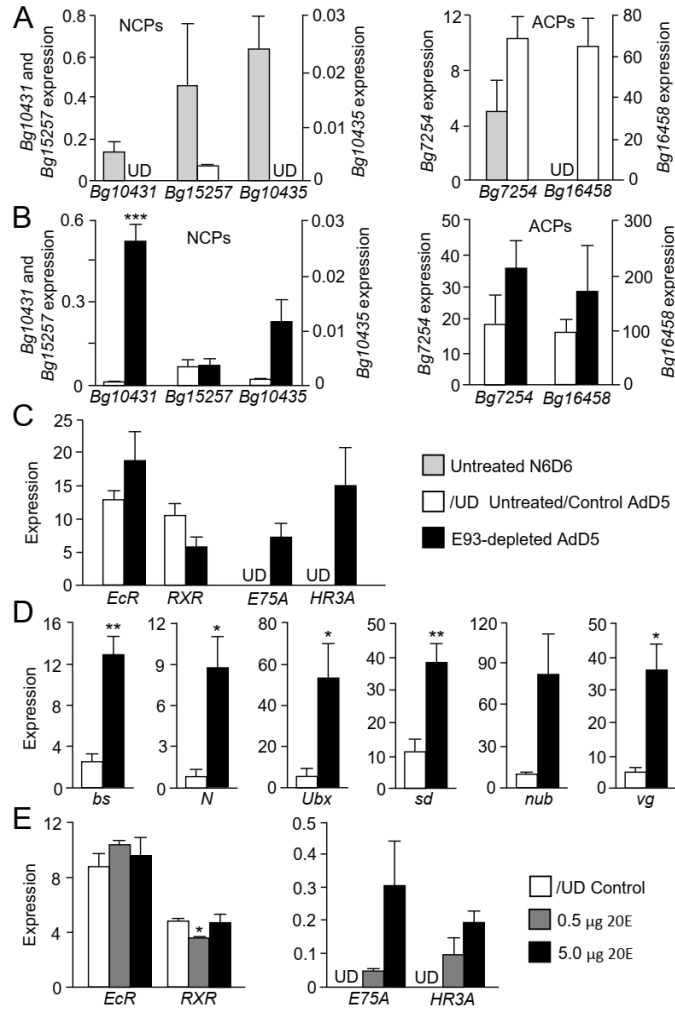 A
NCPs
ACPs
Bg10431 and
Bg15257 expression
0.8
0.6
0.4
0.2
0
UD
UD
0.03
0.02
0.01
0
Bg10435 expression
Bg10431
Bg15257
Bg10435
Bg7254 expression
12
8
4
0
UD
80
60
40
20
0
Bg16458 expression
Bg7254
Bg16458
B
NCPs
ACPs
Bg10431 and
Bg15257 expression
0.6
0.3
0
***
0.03
0.02
0.01
0
Bg10435 expression
Bg10431
Bg15257
Bg10435
Bg7254 expression
50
40
30
20
10
0
300
200
100
0
Bg16458 expression
Bg7254
Bg16458
C
Expression
25
20
15
10
5
0
UD
UD
EcR
RXR
E75A
HR3A
Untreated N6D6
/UD Untreated/Control AdD5
E93-depleted AdD5
D
Expression
16
12
8
4
0
**
bs
12
9
6
3
0
*
N
80
60
40
20
0
*
Ubx
50
40
30
20
10
0
**
sd
120
90
60
30
0
nub
50
40
30
20
10
0
*
vg
E
Expression
12
8
4
0
*
EcR
RXR
0.5
0.4
0.3
0.2
0.1
0
UD
UD
E75A
HR3A
/UD Control
0.5 µg 20E
5.0 µg 20E